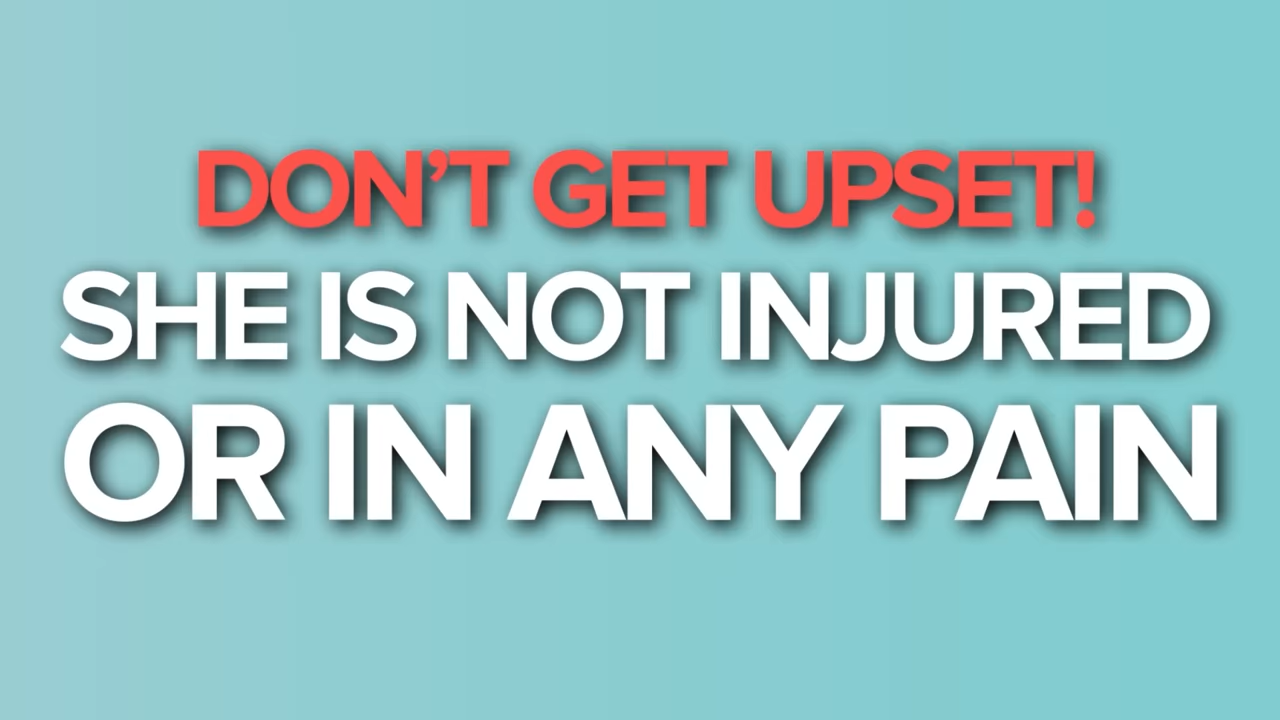 DON’T GET UPSET!
SHE IS NOT INJURED
OR IN ANY PAIN